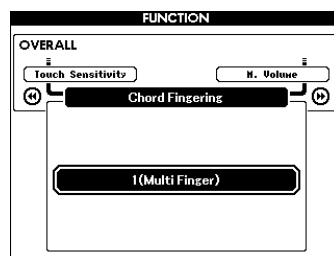 FUNCTION
OVERALL
Touch Sensitivity
M. Volume
Chord Fingering
1(Multi Finger)